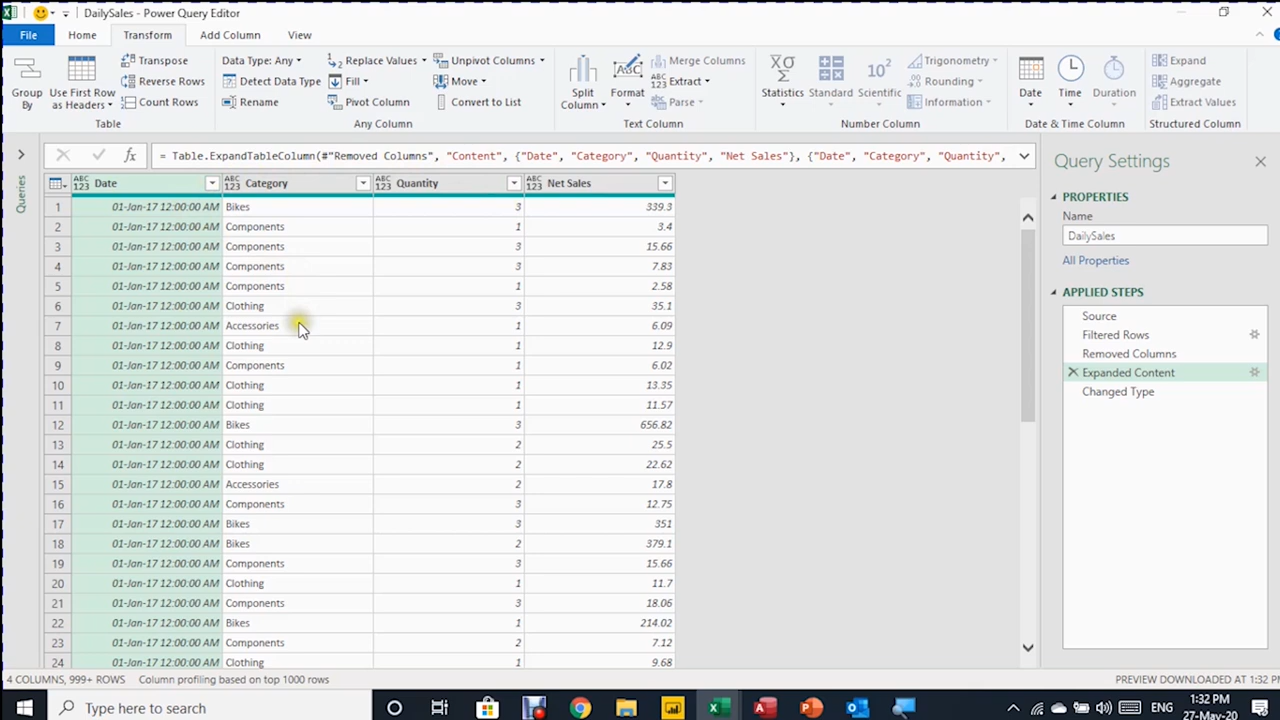 DailySales - Power Query Editor
File Home Transform Add Column View
Group By
Use First Row as Headers
Transpose
Reverse Rows
Count Rows
Table
Data Type: Any
Detect Data Type
Rename
Replace Values
Fill
Pivot Column
Unpivot Columns
Move
Convert to List
Any Column
Split Column
Format
ABC
Merge Columns
ABC 123 Extract
abc Parse
Text Column
XΣ σ
Statistics
Standard
10²
Scientific
Trigonometry
.00 Rounding
Information
Number Column
Date
Time
Duration
Date & Time Column
Expand
Aggregate
Extract Values
Structured Column
fx = Table.ExpandTableColumn(#"Removed Columns", "Content", {"Date", "Category", "Quantity", "Net Sales"}, {"Date", "Category", "Quantity",
Queries
ABC 123 Date ABC 123 Category ABC 123 Quantity ABC 123 Net Sales
1 01-Jan-17 12:00:00 AM Bikes 3 339.3
2 01-Jan-17 12:00:00 AM Components 1 3.4
3 01-Jan-17 12:00:00 AM Components 3 15.66
4 01-Jan-17 12:00:00 AM Components 3 7.83
5 01-Jan-17 12:00:00 AM Components 1 2.58
6 01-Jan-17 12:00:00 AM Clothing 3 35.1
7 01-Jan-17 12:00:00 AM Accessories 1 6.09
8 01-Jan-17 12:00:00 AM Clothing 1 12.9
9 01-Jan-17 12:00:00 AM Components 1 6.02
10 01-Jan-17 12:00:00 AM Clothing 1 13.35
11 01-Jan-17 12:00:00 AM Clothing 1 11.57
12 01-Jan-17 12:00:00 AM Bikes 3 656.82
13 01-Jan-17 12:00:00 AM Clothing 2 25.5
14 01-Jan-17 12:00:00 AM Clothing 2 22.62
15 01-Jan-17 12:00:00 AM Accessories 2 17.8
16 01-Jan-17 12:00:00 AM Components 3 12.75
17 01-Jan-17 12:00:00 AM Bikes 3 351
18 01-Jan-17 12:00:00 AM Bikes 2 379.1
19 01-Jan-17 12:00:00 AM Components 3 15.66
20 01-Jan-17 12:00:00 AM Clothing 1 11.7
21 01-Jan-17 12:00:00 AM Components 3 18.06
22 01-Jan-17 12:00:00 AM Bikes 1 214.02
23 01-Jan-17 12:00:00 AM Components 2 7.12
24 01-Jan-17 12:00:00 AM Clothing 1 9.68
Query Settings
PROPERTIES
Name
DailySales
All Properties
APPLIED STEPS
Source
Filtered Rows
Removed Columns
Expanded Content
Changed Type
4 COLUMNS, 999+ ROWS Column profiling based on top 1000 rows PREVIEW DOWNLOADED AT 1:32 PM
Type here to search
ENG
1:32 PM
27-May-20